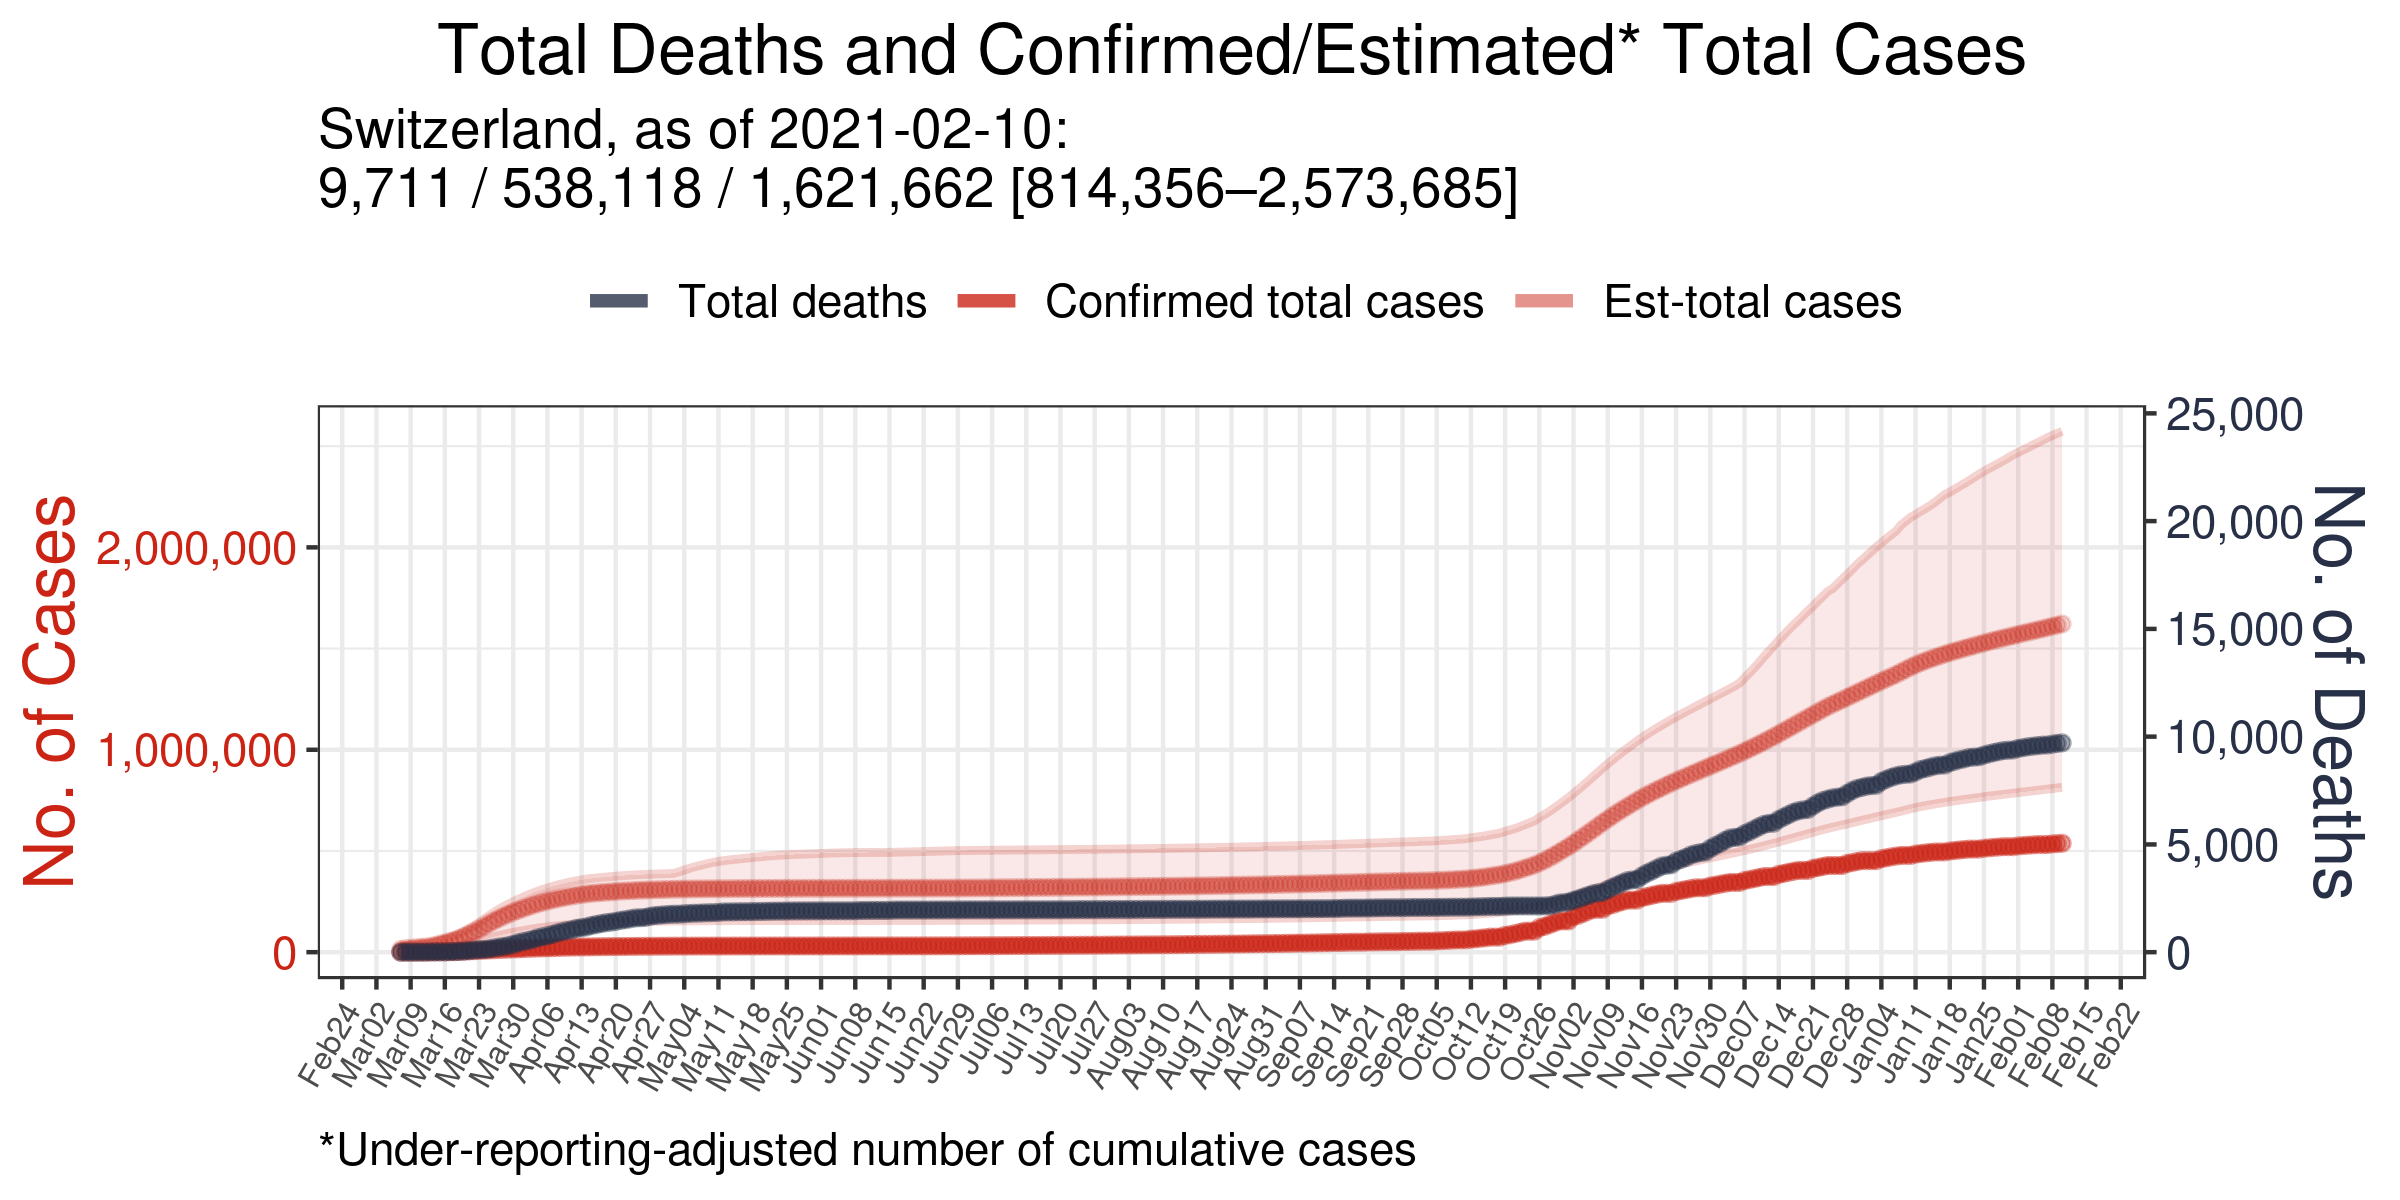 Total Deaths and Confirmed/Estimated* Total Cases
Switzerland, as of 2021-02-10:
9,711 / 538,118 / 1,621,662 [814,356–2,573,685]
Total deaths
Confirmed total cases
Est-total cases
No. of Cases
2,000,000
1,000,000
0
25,000
20,000
15,000
10,000
5,000
0
No. of Deaths
Feb24
Mar02
Mar09
Mar16
Mar23
Mar30
Apr06
Apr13
Apr20
Apr27
May04
May11
May18
May25
Jun01
Jun08
Jun15
Jun22
Jun29
Jul06
Jul13
Jul20
Jul27
Aug03
Aug10
Aug17
Aug24
Aug31
Sep07
Sep14
Sep21
Sep28
Oct05
Oct12
Oct19
Oct26
Nov02
Nov09
Nov16
Nov23
Nov30
Dec07
Dec14
Dec21
Dec28
Jan04
Jan11
Jan18
Jan25
Feb01
Feb08
Feb15
Feb22
*Under-reporting-adjusted number of cumulative cases